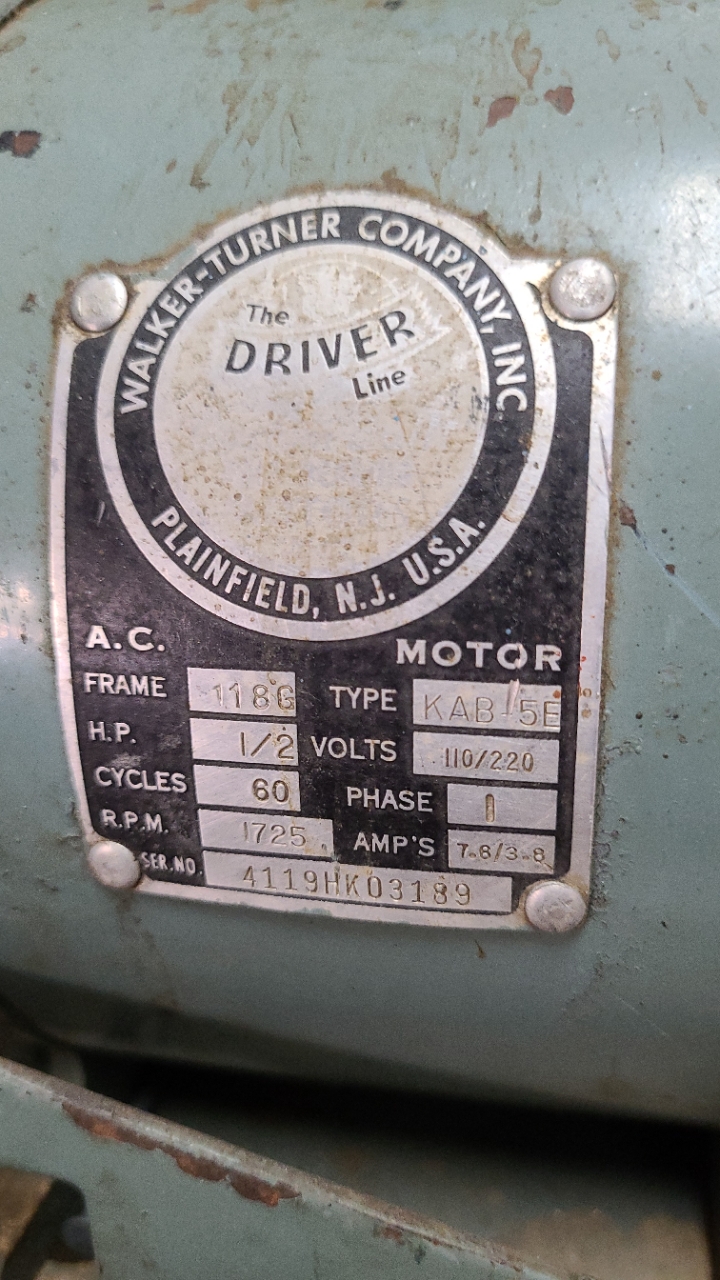 WALKER-TURNER COMPANY, INC
The
DRIVER
Line
PLAINFIELD, N.J. U.S.A.
A.C. MOTOR
FRAME 118G TYPE KAB-5E
H.P. 1/2 VOLTS 110/220
CYCLES 60 PHASE 1
R.P.M. 1725 AMP'S 7.6/3.8
SER.NO. 4119HK03189